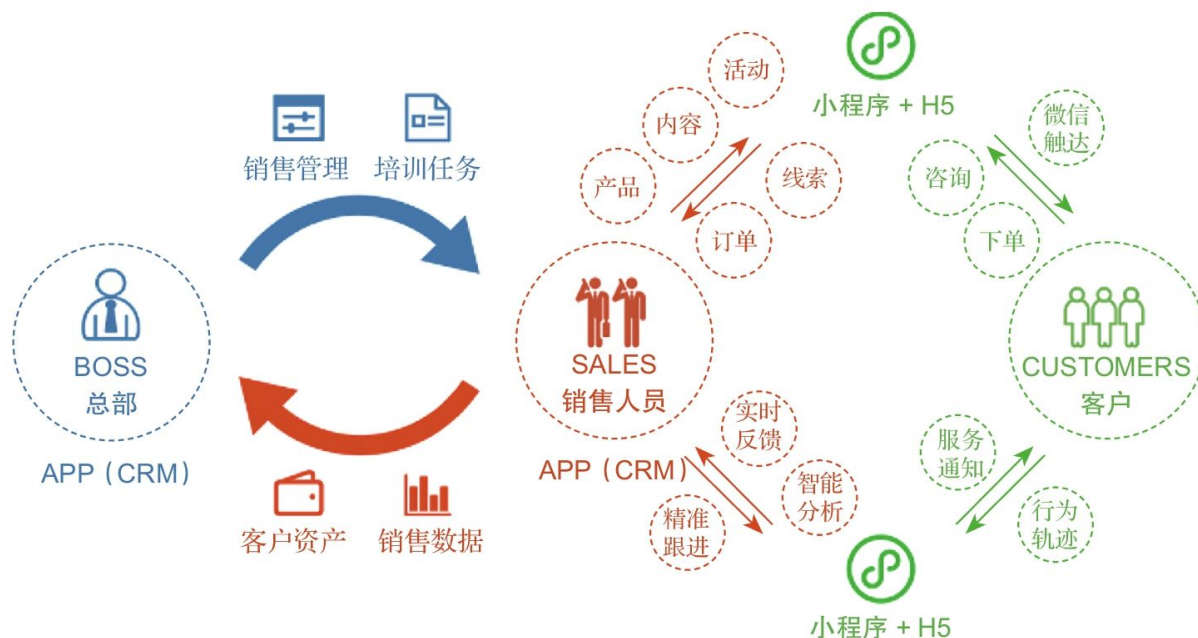 活动
小程序 + H5
内容
微信
触达
销售管理
培训任务
产品
线索
咨询
订单
下单
BOSS
总部
SALES
销售人员
CUSTOMERS
客户
APP（CRM）
APP（CRM）
实时
反馈
服务
通知
客户资产
销售数据
精准
跟进
智能
分析
行为
轨迹
小程序 + H5